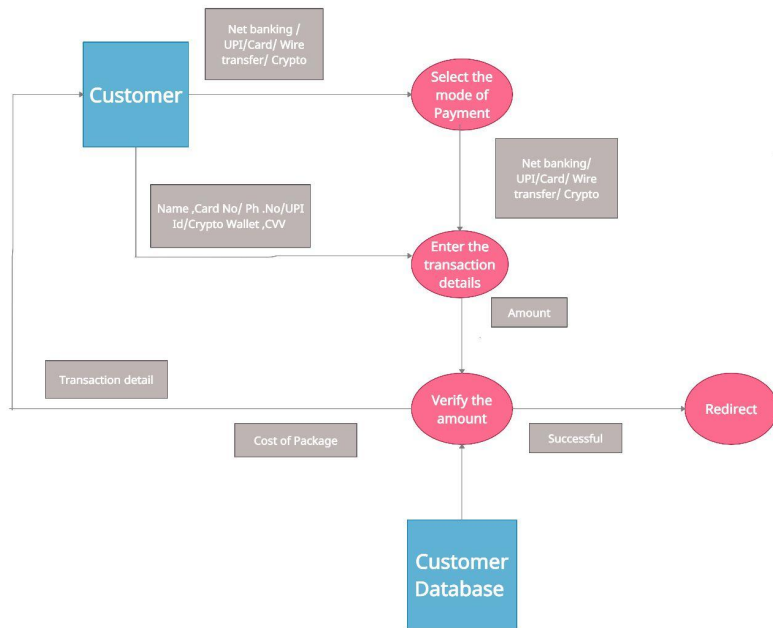 Net banking /
UPI/Card/ Wire
transfer/ Crypto
Customer
Select the
mode of
Payment
Net banking/
UPI/Card/ Wire
transfer/ Crypto
Name ,Card No/ Ph .No/UPI
Id/Crypto Wallet ,CVV
Enter the
transaction
details
Amount
Transaction detail
Verify the
amount
Redirect
Cost of Package
Successful
Customer
Database